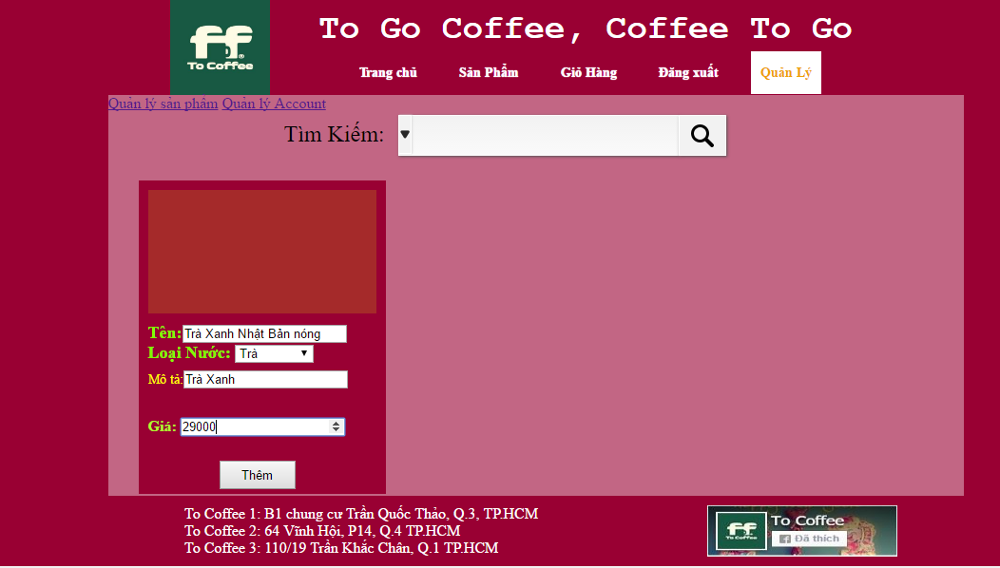 To Go Coffee, Coffee To Go
ff®
To Coffee
Trang chủ Sản Phẩm Giỏ Hàng Đăng xuất Quản Lý
Quản lý sản phẩm Quản lý Account
Tìm Kiếm:
Tên: Trà Xanh Nhật Bản nóng
Loại Nước: Trà
Mô tả: Trà Xanh
Giá: 29000
Thêm
To Coffee 1: B1 chung cư Trần Quốc Thảo, Q.3, TP.HCM
To Coffee 2: 64 Vĩnh Hội, P14, Q.4 TP.HCM
To Coffee 3: 110/19 Trần Khắc Chân, Q.1 TP.HCM
ff
To Coffee
To Coffee
f Đã thích